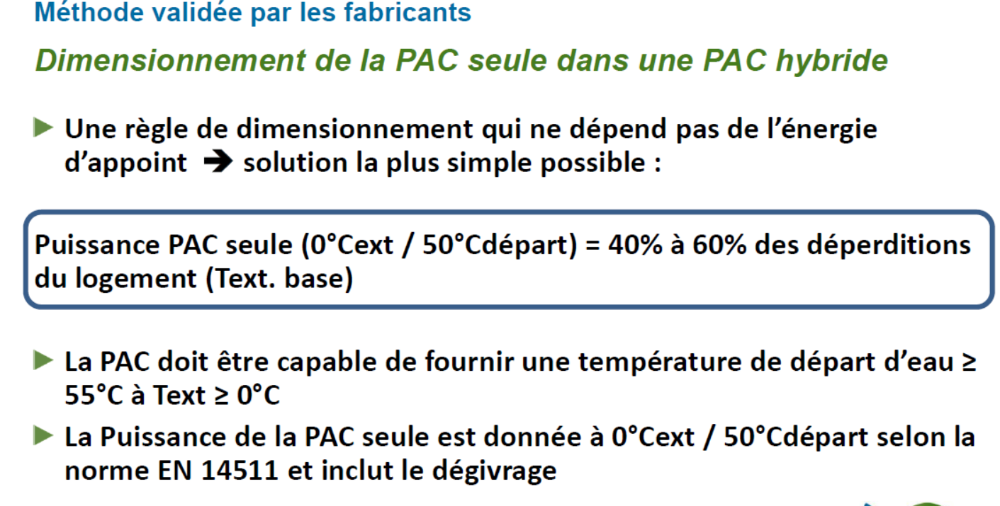 Méthode validée par les fabricants
Dimensionnement de la PAC seule dans une PAC hybride
► Une règle de dimensionnement qui ne dépend pas de l’énergie
d’appoint ➔ solution la plus simple possible :
Puissance PAC seule (0°Cext / 50°Cdépart) = 40% à 60% des déperditions
du logement (Text. base)
► La PAC doit être capable de fournir une température de départ d’eau ≥
55°C à Text ≥ 0°C
► La Puissance de la PAC seule est donnée à 0°Cext / 50°Cdépart selon la
norme EN 14511 et inclut le dégivrage